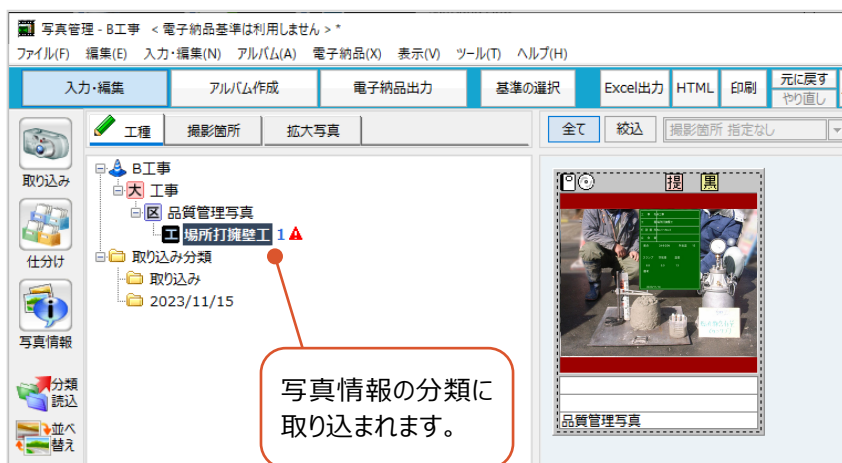 写真管理 - B工事 < 電子納品基準は利用しません > *
ファイル(F) 編集(E) 入力・編集(N) アルバム(A) 電子納品(X) 表示(V) ツール(T) ヘルプ(H)
入力・編集 アルバム作成 電子納品出力 基準の選択 Excel出力 HTML 印刷 元に戻す
やり直し
工種 撮影箇所 拡大写真 全て 絞込 撮影箇所 指定なし
取り込み
仕分け
写真情報
分類
読込
並べ
替え
B工事
大 工事
区 品質管理写真
工 場所打擁壁工 1
取り込み分類
取り込み
2023/11/15
提 黒
品質管理写真
写真情報の分類に
取り込まれます。